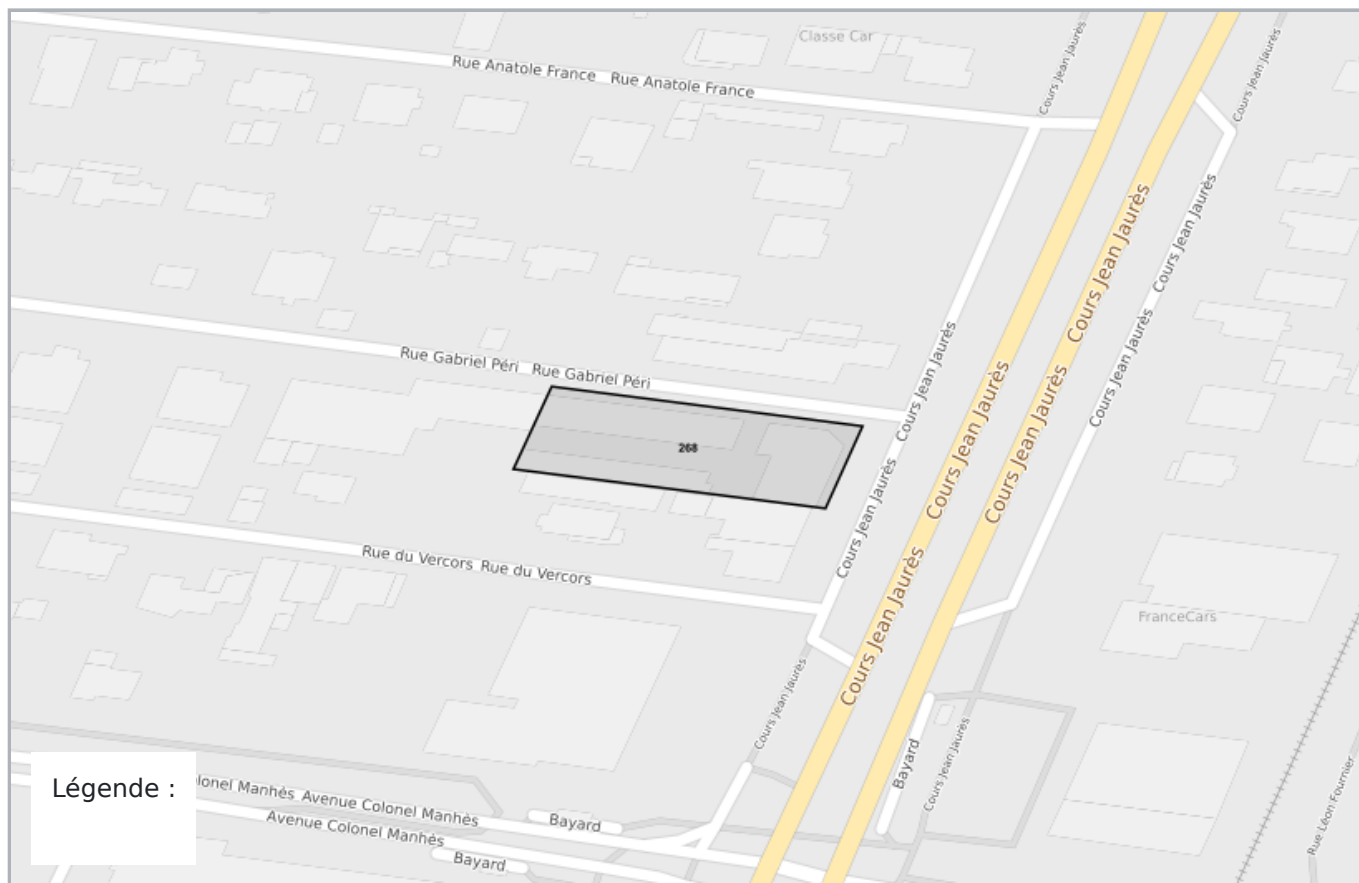 Classe Car
Rue Anatole France Rue Anatole France
Cours Jean Jaurès
Cours Jean Jaurès
Cours Jean Jaurès
Cours Jean Jaurès
Cours Jean Jaurès
Cours Jean Jaurès
Rue Gabriel Péri Rue Gabriel Péri
Cours Jean Jaurès
Cours Jean Jaurès
Cours Jean Jaurès
Cours Jean Jaurès
268
Cours Jean Jaurès
Rue du Vercors Rue du Vercors
Cours Jean Jaurès
FranceCars
Cours Jean Jaurès
Bayard
Cours Jean Jaurès
Rue Léon Fournier
Légende :
olonel Manhès Avenue Colonel Manhès
Avenue Colonel Manhès
Bayard
Bayard